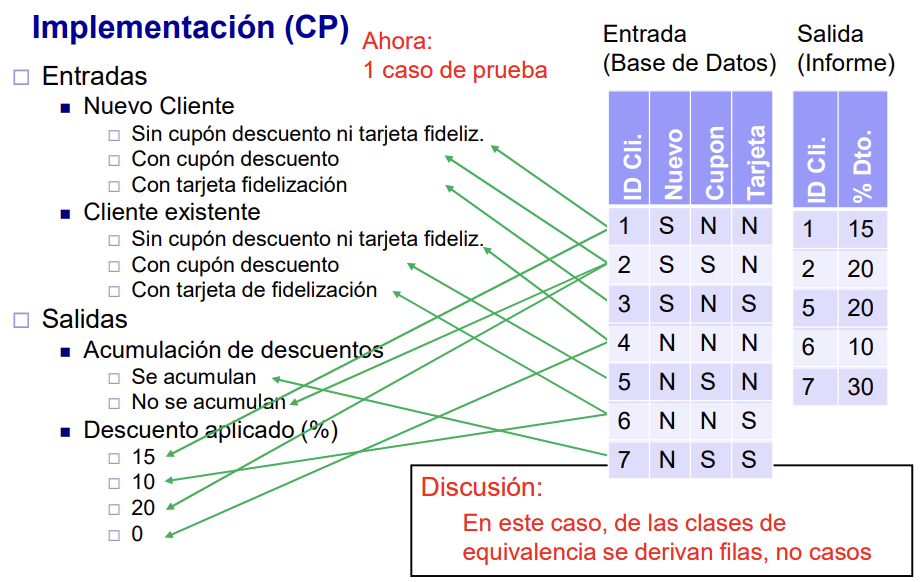 Implementación (CP)
Ahora:
1 caso de prueba
Entradas
Nuevo Cliente
Sin cupón descuento ni tarjeta fideliz.
Con cupón descuento
Con tarjeta fidelización
Cliente existente
Sin cupón descuento ni tarjeta fideliz.
Con cupón descuento
Con tarjeta de fidelización
Salidas
Acumulación de descuentos
Se acumulan
No se acumulan
Descuento aplicado (%)
15
10
20
0
Entrada
(Base de Datos)
ID Cli. Nuevo Cupon Tarjeta
1 S N N
2 S S N
3 S N S
4 N N N
5 N S N
6 N N S
7 N S S
Salida
(Informe)
ID Cli. % Dto.
1 15
2 20
5 20
6 10
7 30
Discusión:
En este caso, de las clases de
equivalencia se derivan filas, no casos